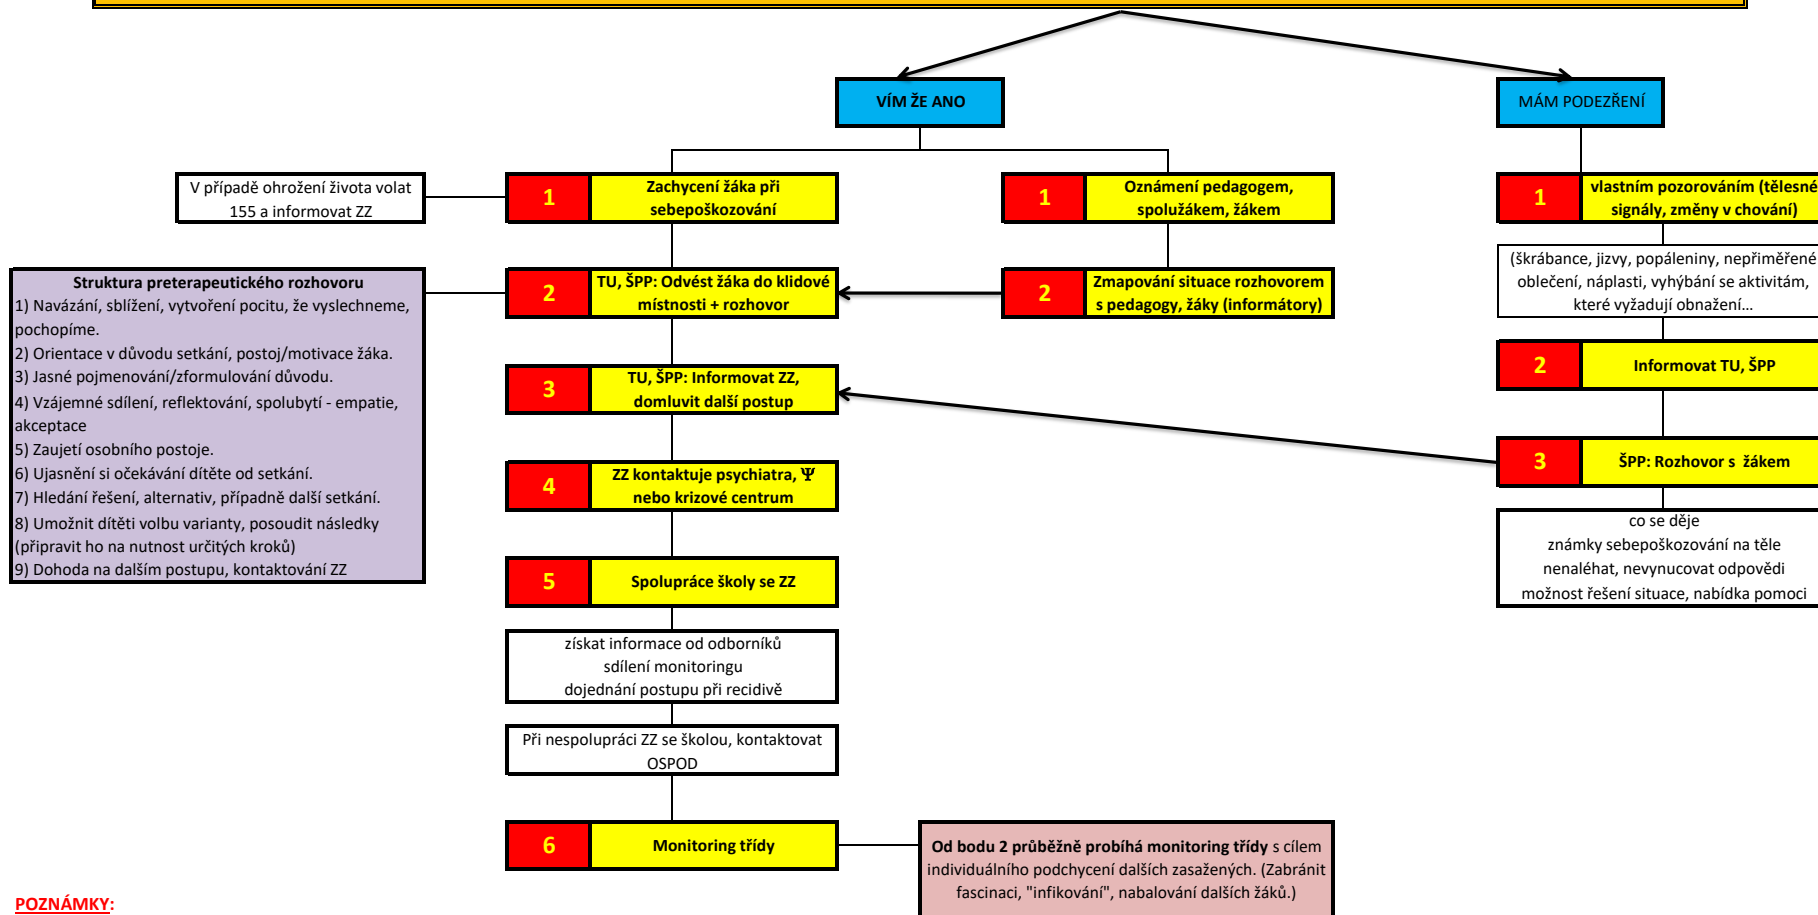 VÍM ŽE ANO
MÁM PODEZŘENÍ
V případě ohrožení života volat
155 a informovat ZZ
1
Zachycení žáka při
sebepoškozování
1
Oznámení pedagogem,
spolužákem, žákem
1
vlastním pozorováním (tělesné
signály, změny v chování)
(škrábance, jizvy, popáleniny, nepřiměřené
oblečení, náplasti, vyhýbání se aktivitám,
které vyžadují obnažení…
Struktura preterapeutického rozhovoru
1) Navázání, sblížení, vytvoření pocitu, že vyslechneme,
pochopíme.
2) Orientace v důvodu setkání, postoj/motivace žáka.
3) Jasné pojmenování/zformulování důvodu.
4) Vzájemné sdílení, reflektování, spolubytí - empatie,
akceptace
5) Zaujetí osobního postoje.
6) Ujasnění si očekávání dítěte od setkání.
7) Hledání řešení, alternativ, případně další setkání.
8) Umožnit dítěti volbu varianty, posoudit následky
(připravit ho na nutnost určitých kroků)
9) Dohoda na dalším postupu, kontaktování ZZ
2
TU, ŠPP: Odvést žáka do klidové
místnosti + rozhovor
2
Zmapování situace rozhovorem
s pedagogy, žáky (informátory)
3
TU, ŠPP: Informovat ZZ,
domluvit další postup
2
Informovat TU, ŠPP
4
ZZ kontaktuje psychiatra, Ψ
nebo krizové centrum
3
ŠPP: Rozhovor s  žákem
co se děje
známky sebepoškozování na těle
nenaléhat, nevynucovat odpovědi
možnost řešení situace, nabídka pomoci
5
Spolupráce školy se ZZ
získat informace od odborníků
sdílení monitoringu
dojednání postupu při recidivě
Při nespolupráci ZZ se školou, kontaktovat
OSPOD
6
Monitoring třídy
Od bodu 2 průběžně probíhá monitoring třídy s cílem
individuálního podchycení dalších zasažených. (Zabránit
fascinaci, "infikování", nabalování dalších žáků.)
POZNÁMKY: